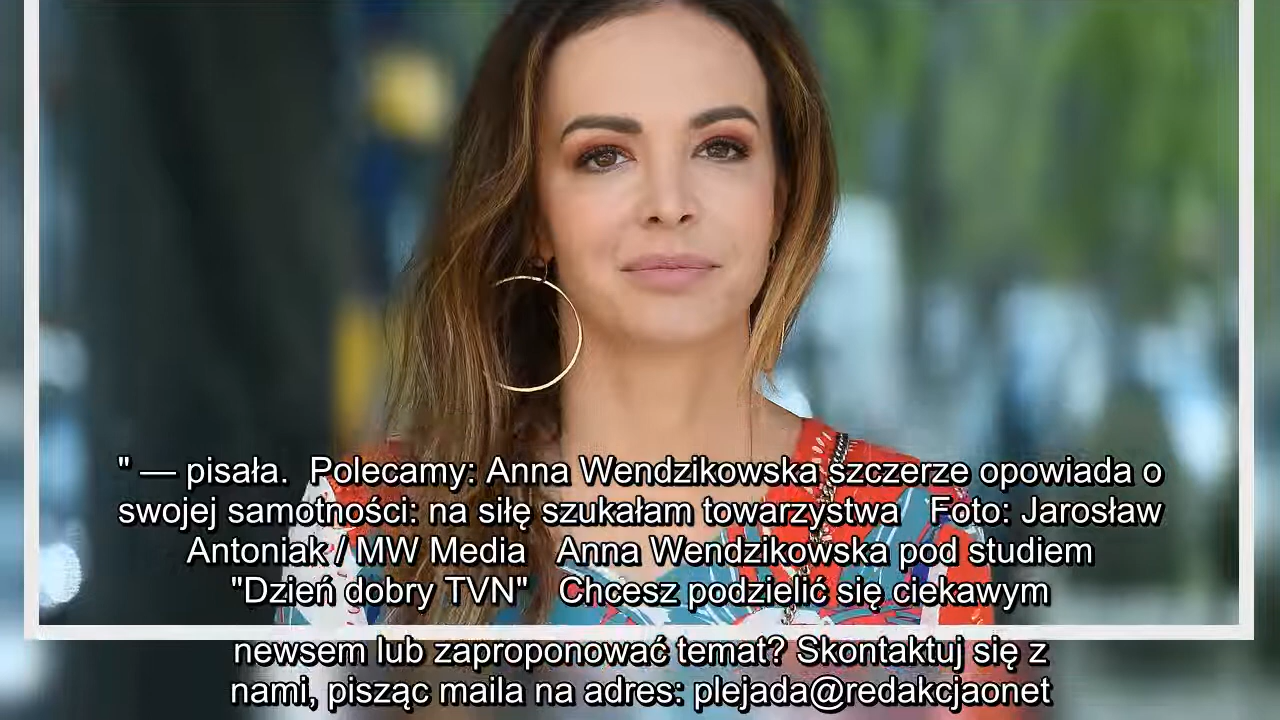 " — pisała.  Polecamy: Anna Wendzikowska szczerze opowiada o
swojej samotności: na siłę szukałam towarzystwa   Foto: Jarosław
Antoniak / MW Media    Anna Wendzikowska pod studiem
"Dzień dobry TVN"    Chcesz podzielić się ciekawym
newsem lub zaproponować temat? Skontaktuj się z
nami, pisząc maila na adres: plejada@redakcjaonet